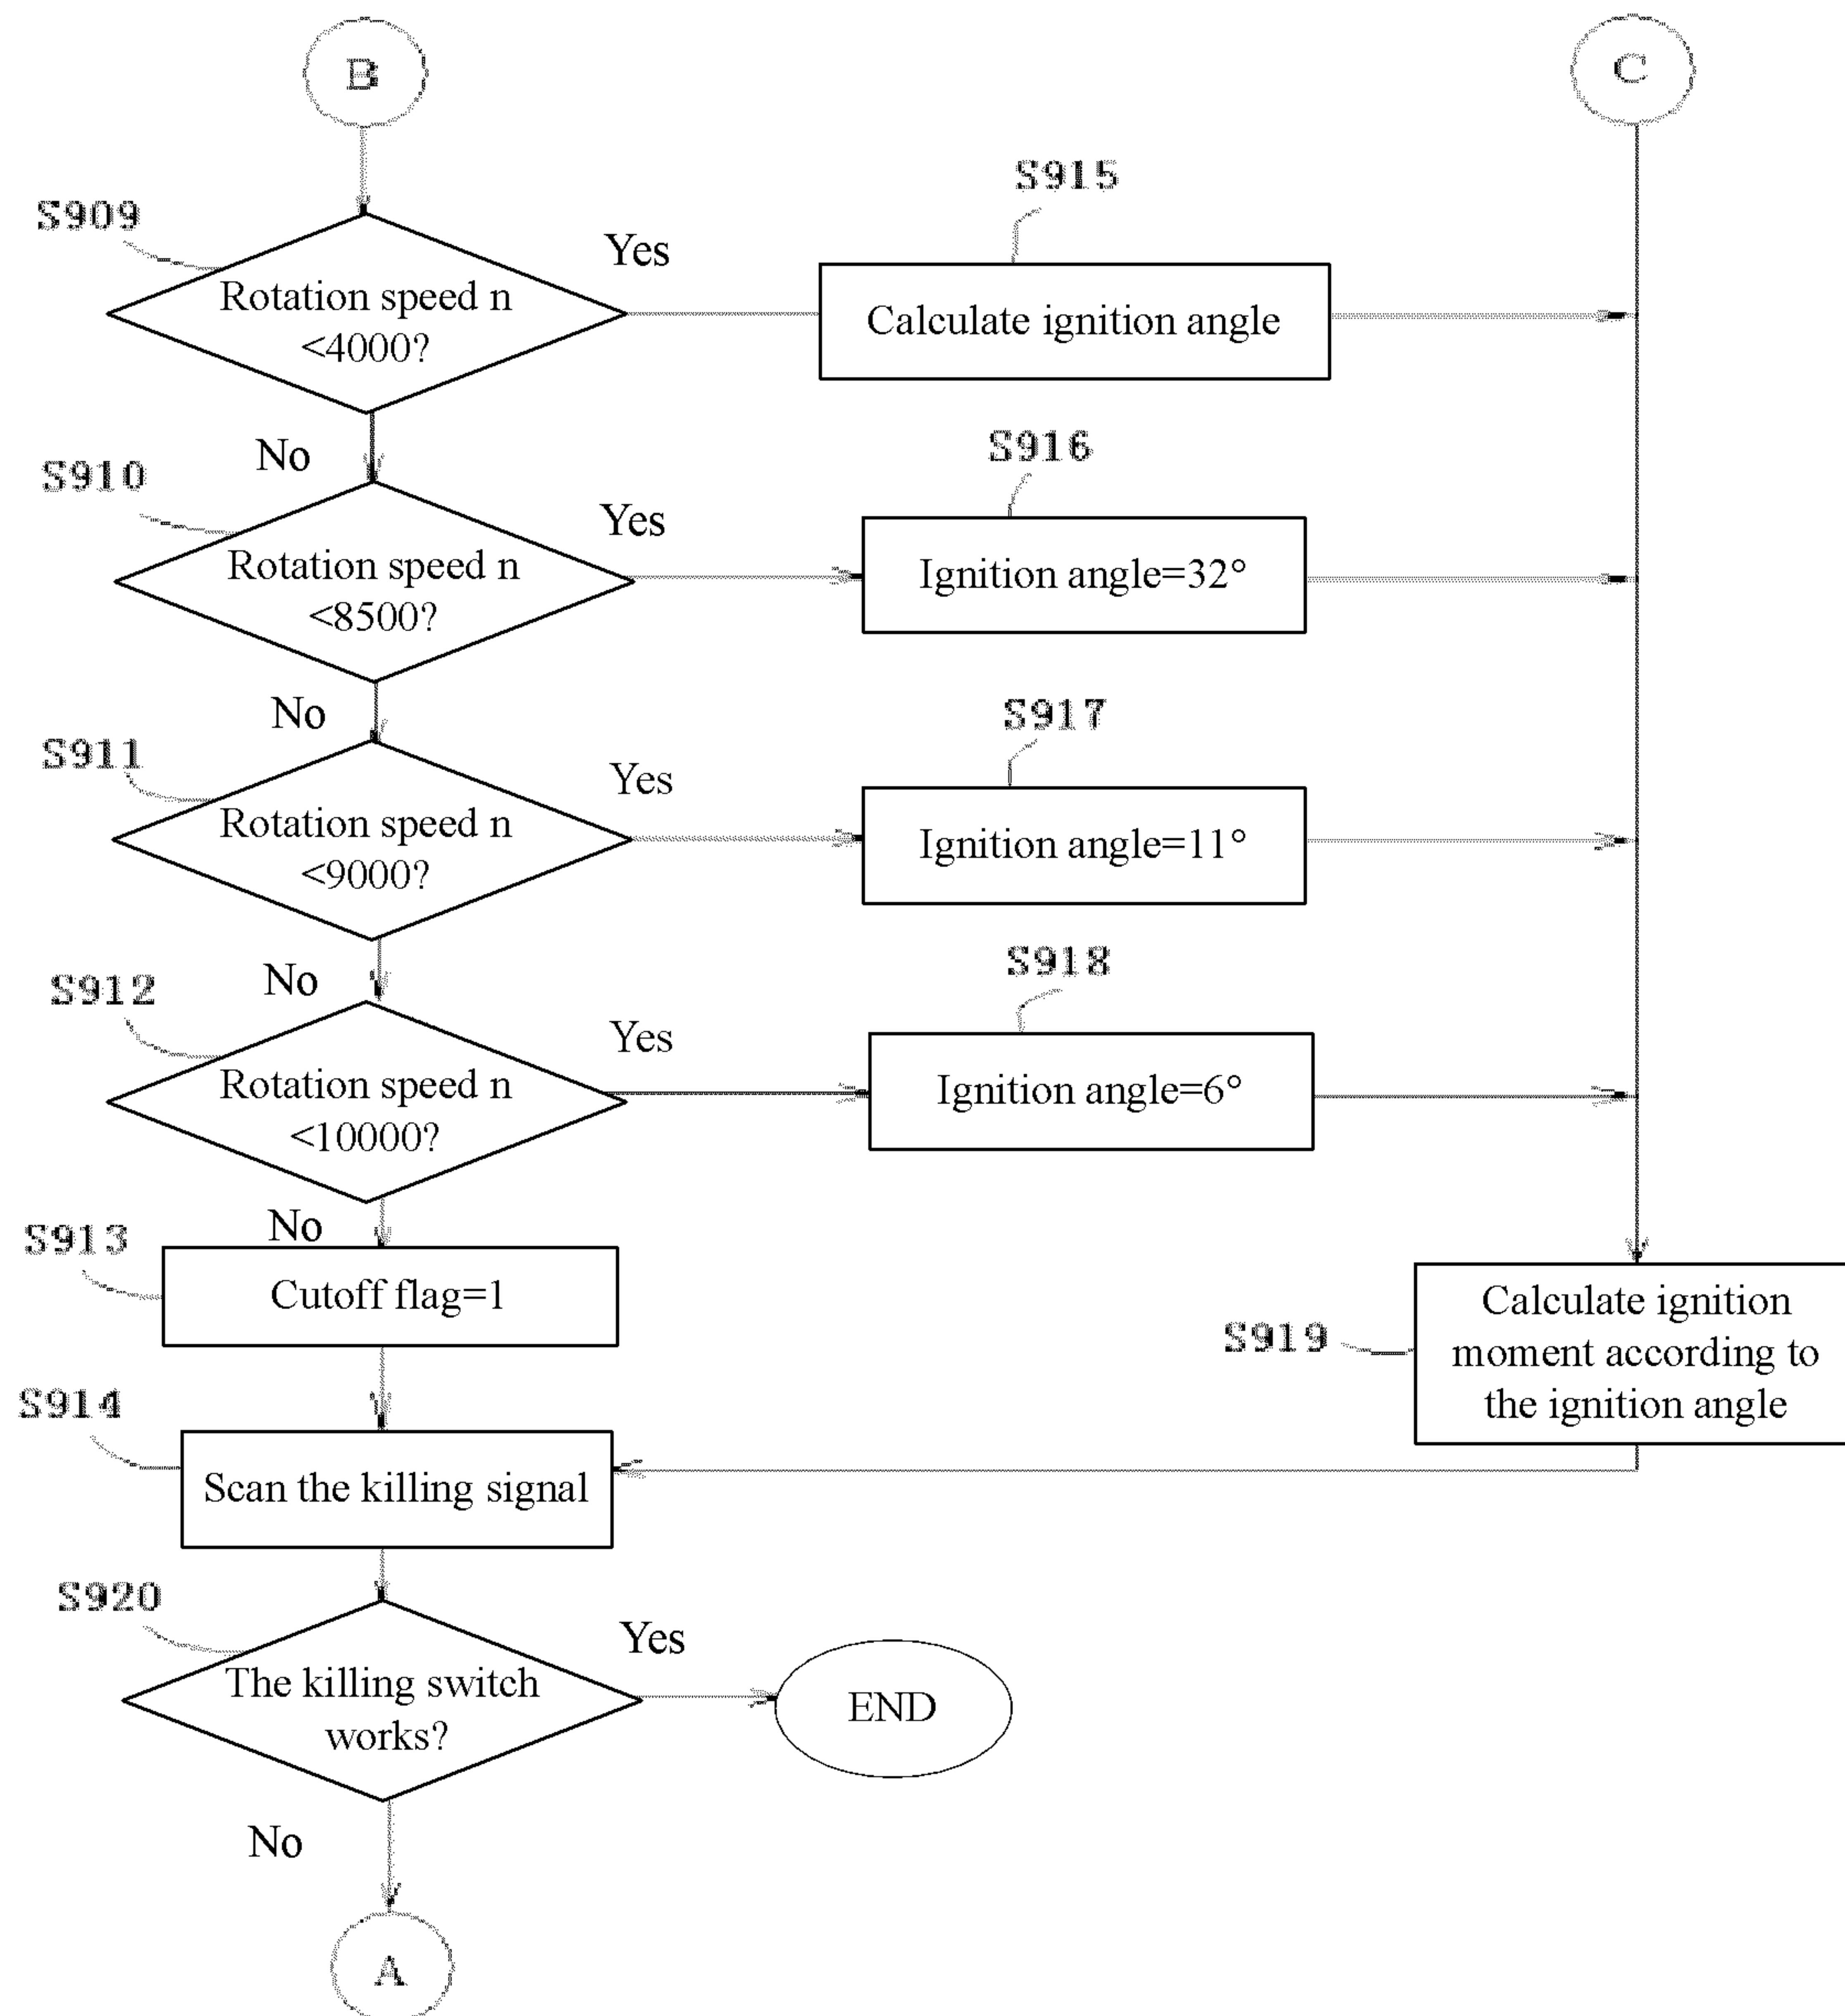 B
C
S909
Rotation speed n
<4000?
Yes
S915
Calculate ignition angle
No
S910
Rotation speed n
<8500?
Yes
S916
Ignition angle=32°
No
S911
Rotation speed n
<9000?
Yes
S917
Ignition angle=11°
No
S912
Rotation speed n
<10000?
Yes
S918
Ignition angle=6°
No
S913
Cutoff flag=1
S919
Calculate ignition
moment according to
the ignition angle
S914
Scan the killing signal
S920
The killing switch
works?
Yes
END
No
A